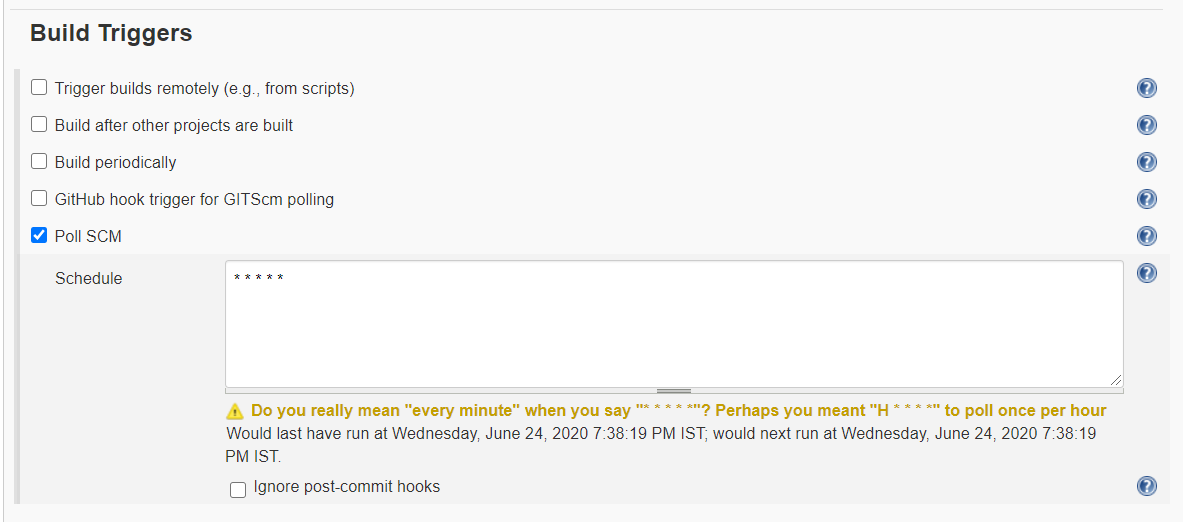 Build Triggers
Trigger builds remotely (e.g., from scripts)
Build after other projects are built
Build periodically
GitHub hook trigger for GITScm polling
Poll SCM
Schedule
* * * * *
Do you really mean "every minute" when you say "* * * * *"? Perhaps you meant "H * * * *" to poll once per hour
Would last have run at Wednesday, June 24, 2020 7:38:19 PM IST; would next run at Wednesday, June 24, 2020 7:38:19
PM IST.
Ignore post-commit hooks